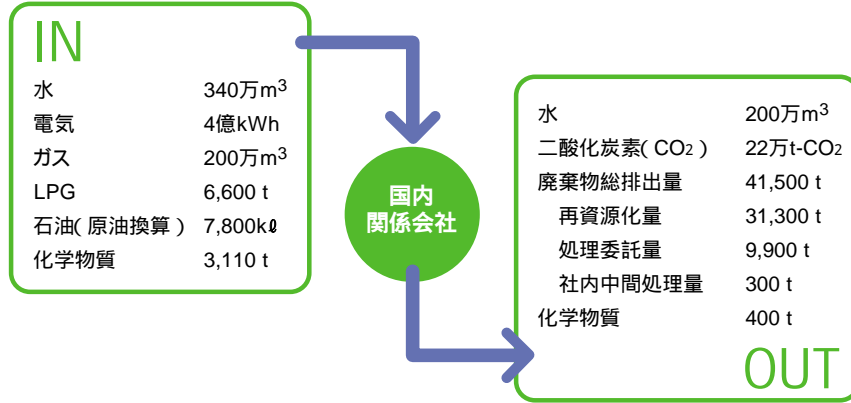 IN
水 340万m3
電気 4億kWh
ガス 200万m3
LPG 6,600 t
石油(原油換算) 7,800kℓ
化学物質 3,110 t
国内
関係会社
水 200万m3
二酸化炭素(CO2) 22万t-CO2
廃棄物総排出量 41,500 t
再資源化量 31,300 t
処理委託量 9,900 t
社内中間処理量 300 t
化学物質 400 t
OUT